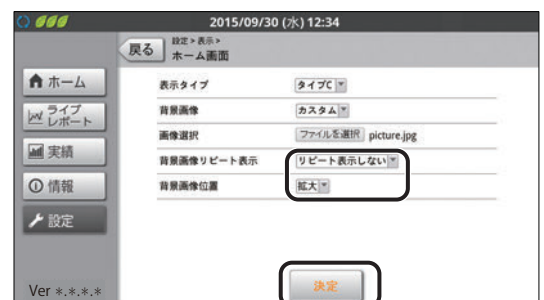 2015/09/30 (水) 12:34
戻る
設定 > 表示 >
ホーム画面
ホーム
ライブ
レポート
実績
情報
設定
Ver *.*.*.*
表示タイプ タイプC
背景画像 カスタム
画像選択 ファイルを選択 picture.jpg
背景画像リピート表示 リピート表示しない
背景画像位置 拡大
決定